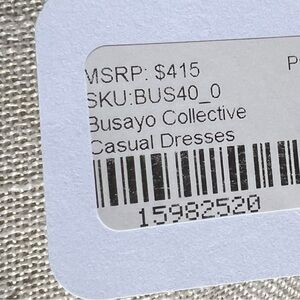 MSRP: $415
SKU:BUS40_0
Busayo Collective
Casual Dresses
15982520